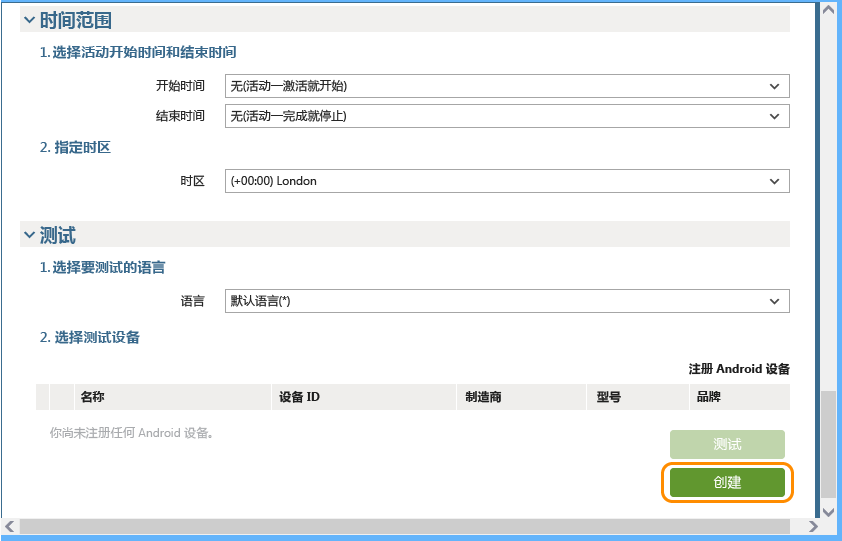 时间范围
1. 选择活动开始时间和结束时间
开始时间 无(活动一激活就开始)
结束时间 无(活动一完成就停止)
2. 指定时区
时区 (+00:00) London
测试
1. 选择要测试的语言
语言 默认语言(*)
2. 选择测试设备
注册 Android 设备
名称 设备 ID 制造商 型号 品牌
你尚未注册任何 Android 设备。
测试
创建